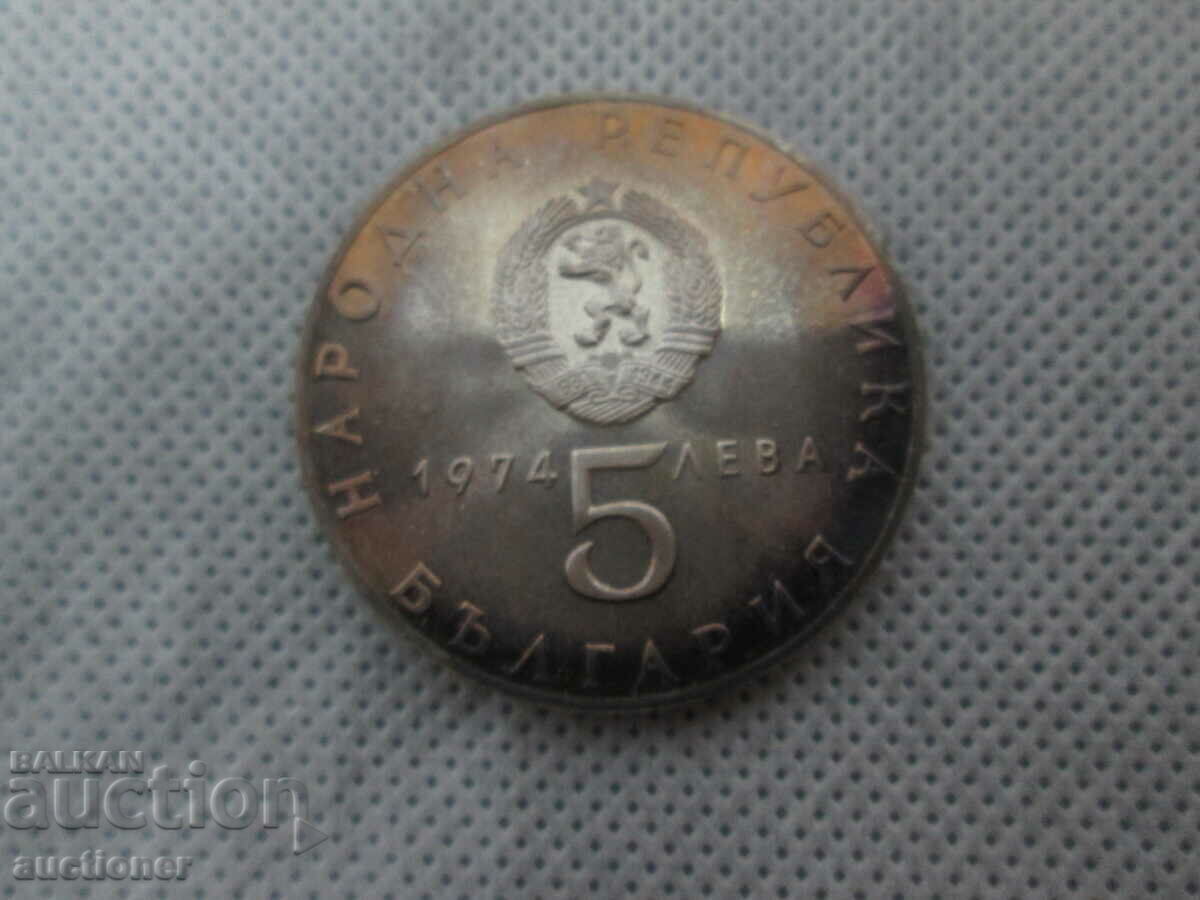 НАРОДНА РЕПУБЛИКА
1974 5 ЛЕВА
БЪЛГАРИЯ
BALKAN
auction
auctioner